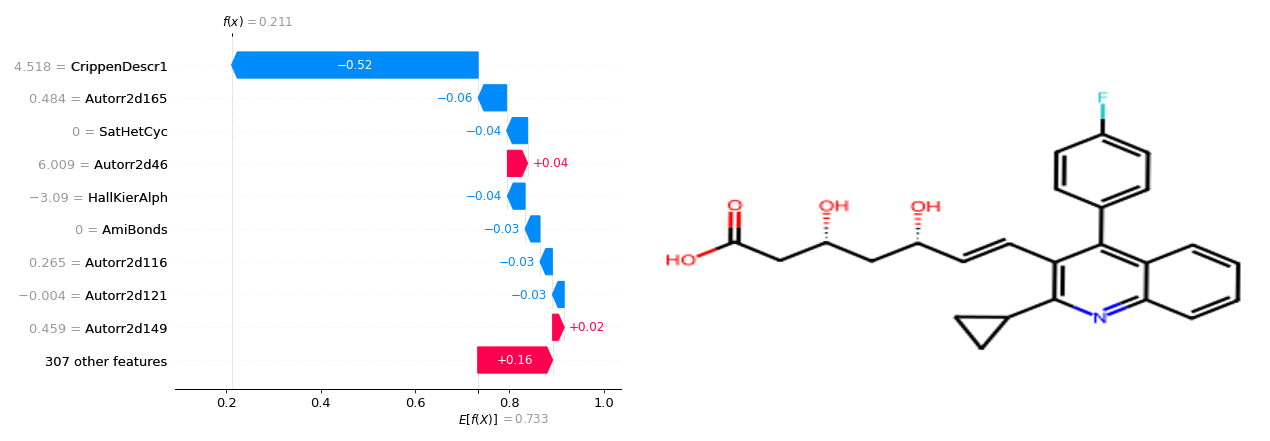 f(x) = 0.211
4.518 = CrippenDescr1
−0.52
0.484 = Autorr2d165
−0.06
0 = SatHetCyc
−0.04
6.009 = Autorr2d46
+0.04
−3.09 = HallKierAlph
−0.04
0 = AmiBonds
−0.03
0.265 = Autorr2d116
−0.03
−0.004 = Autorr2d121
−0.03
0.459 = Autorr2d149
+0.02
307 other features
+0.16
0.2 0.4 0.6 0.8 1.0
E[f(X)] = 0.733
F
O
OH
OH
HO
N